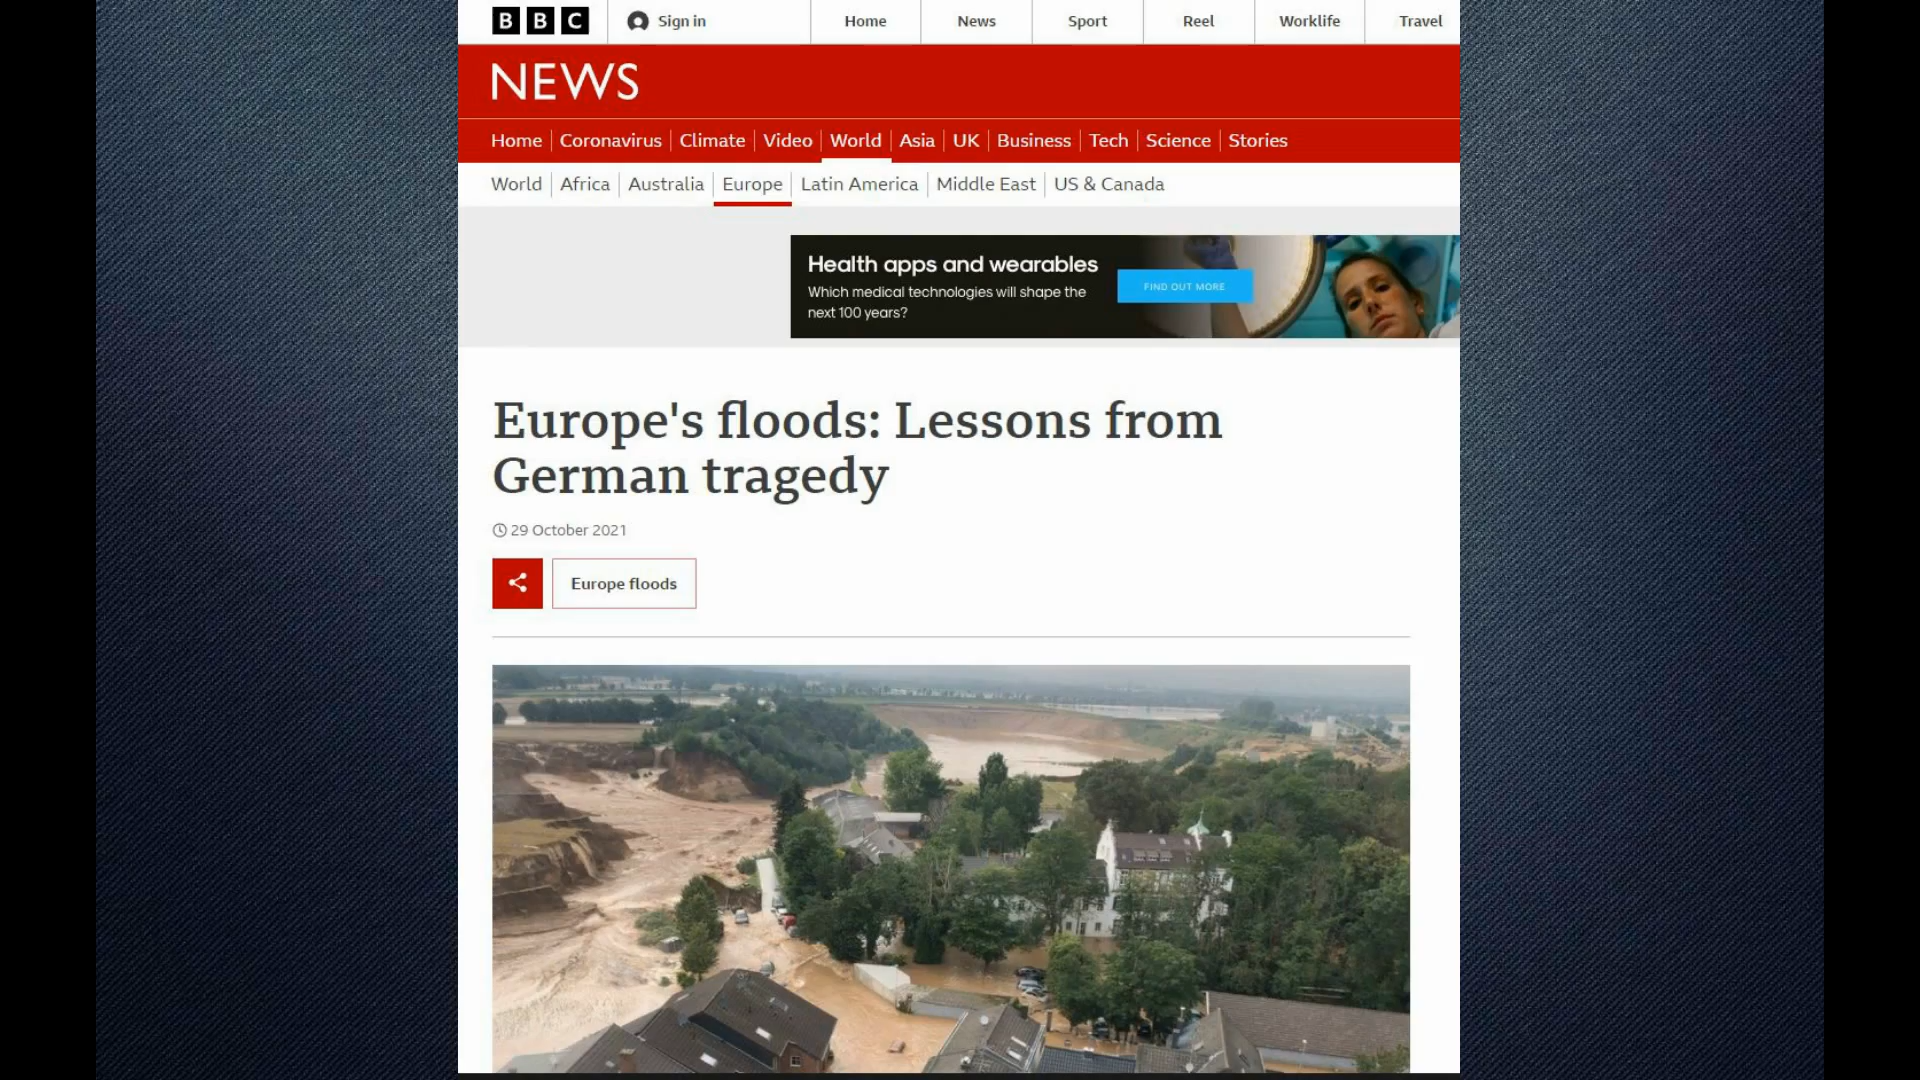 BBC Sign in Home News Sport Reel Worklife Travel
NEWS
Home Coronavirus Climate Video World Asia UK Business Tech Science Stories
World Africa Australia Europe Latin America Middle East US & Canada
Health apps and wearables
Which medical technologies will shape the
next 100 years?
FIND OUT MORE
Europe's floods: Lessons from
German tragedy
29 October 2021
Europe floods